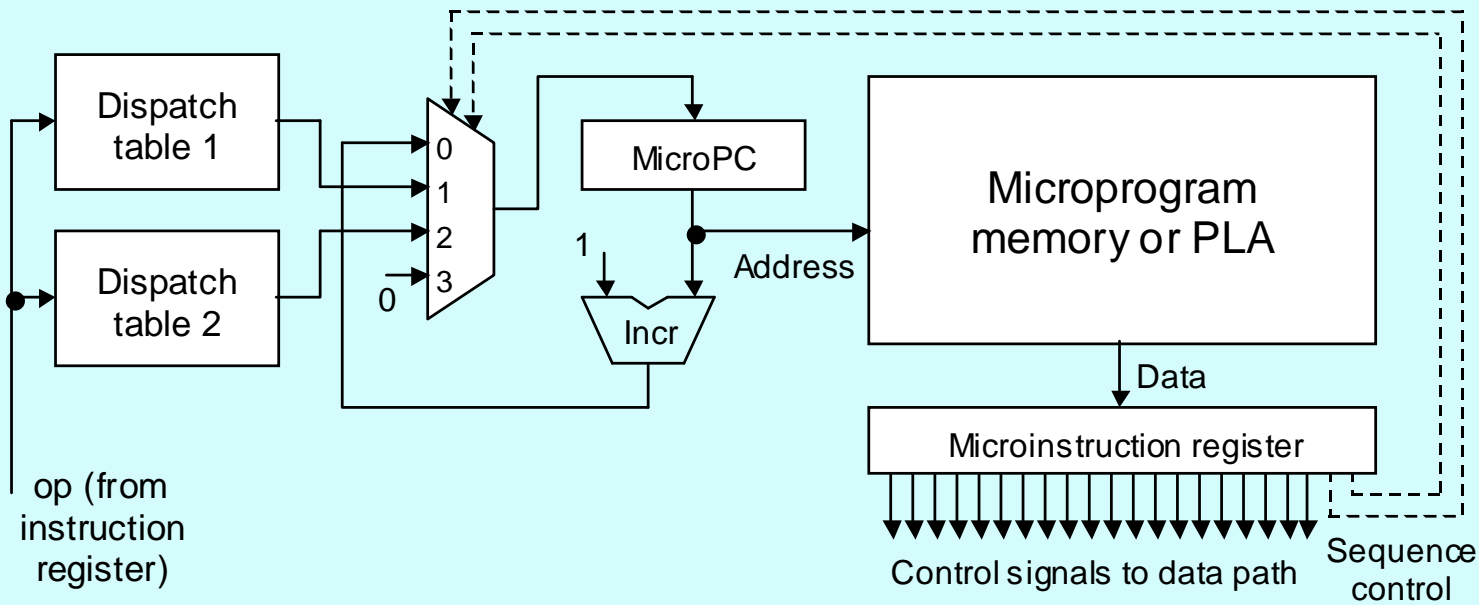 Dispatch
table 1
Dispatch
table 2
op (from
instruction
register)
0
1
2
3
0
MicroPC
1
Incr
Address
Microprogram
memory or PLA
Data
Microinstruction register
Control signals to data path
Sequence
control